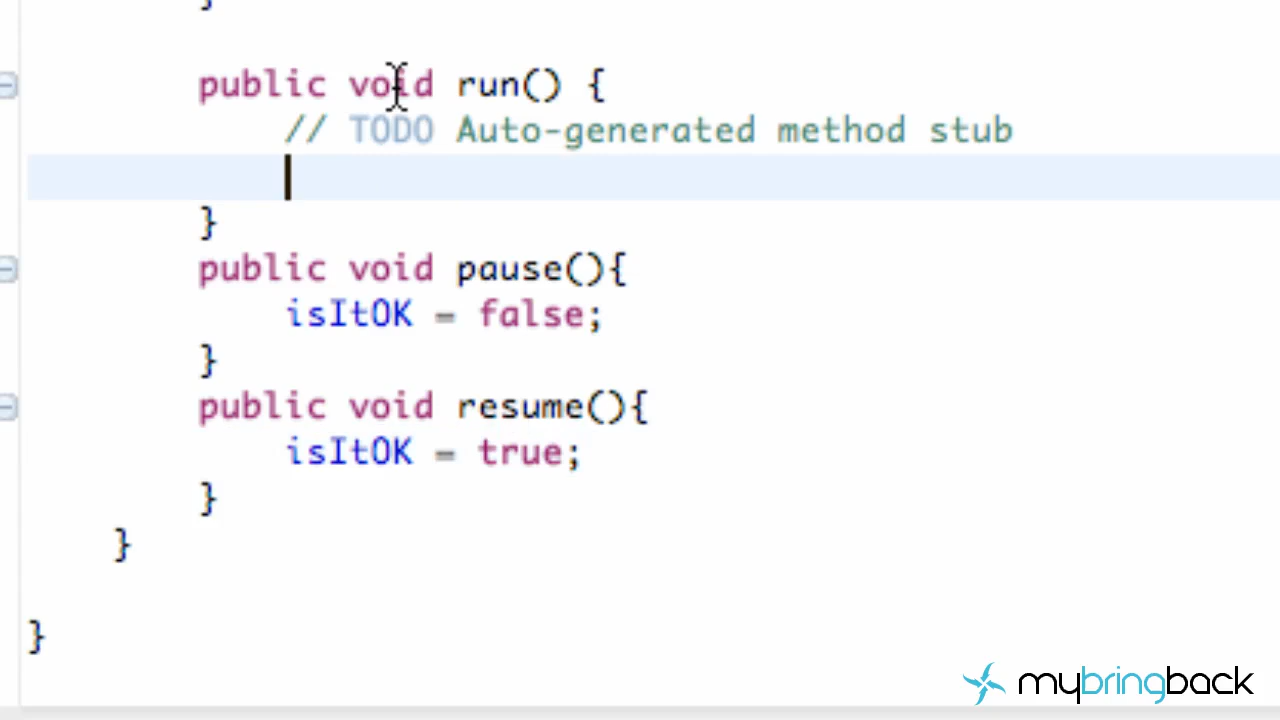 }
public void run() {
// TODO Auto-generated method stub
}
public void pause(){
isItOK = false;
}
public void resume(){
isItOK = true;
}
}
}
mybringback